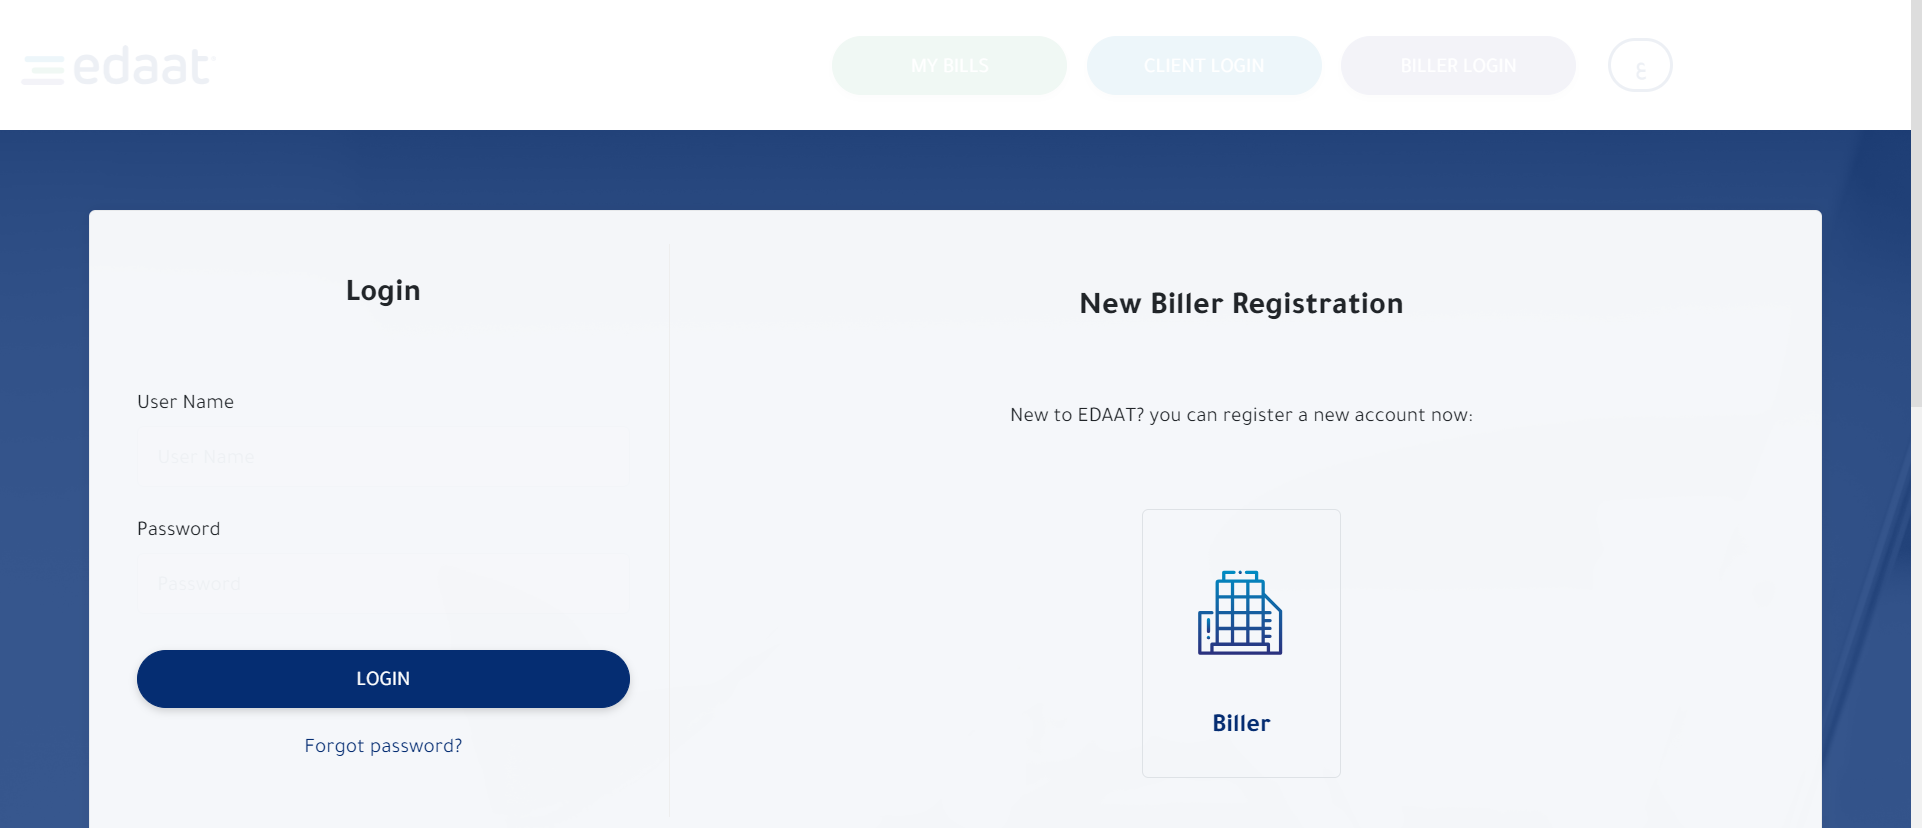 edaat
MY BILLS
CLIENT LOGIN
BILLER LOGIN
ع
Login
User Name
User Name
Password
Password
LOGIN
Forgot password?
New Biller Registration
New to EDAAT? you can register a new account now:
Biller